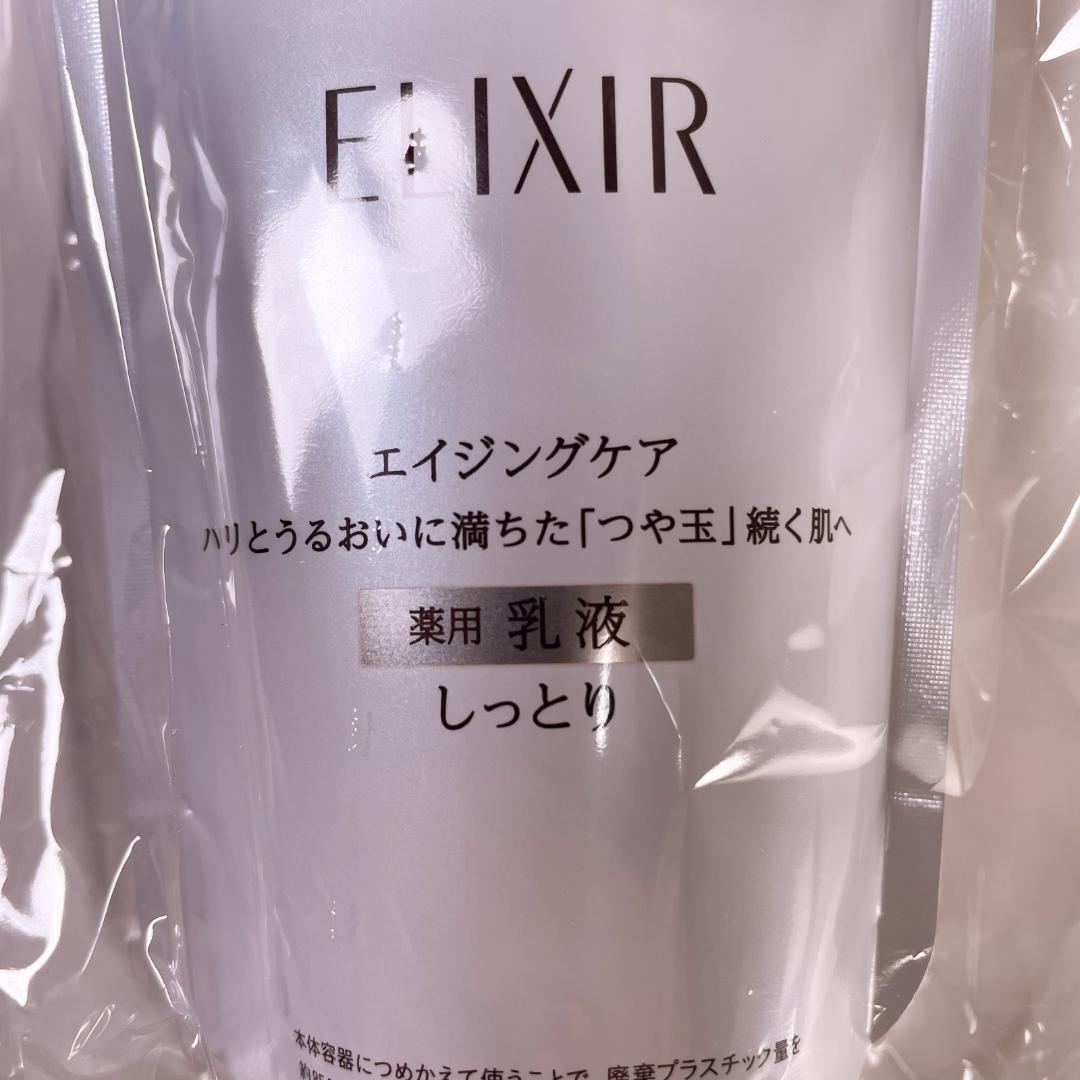 ELIXIR
エイジングケア
ハリとうるおいに満ちた「つや玉」続く肌へ
薬用 乳液
しっとり
本体容器につめかえて使うことで、廃棄プラスチック量を